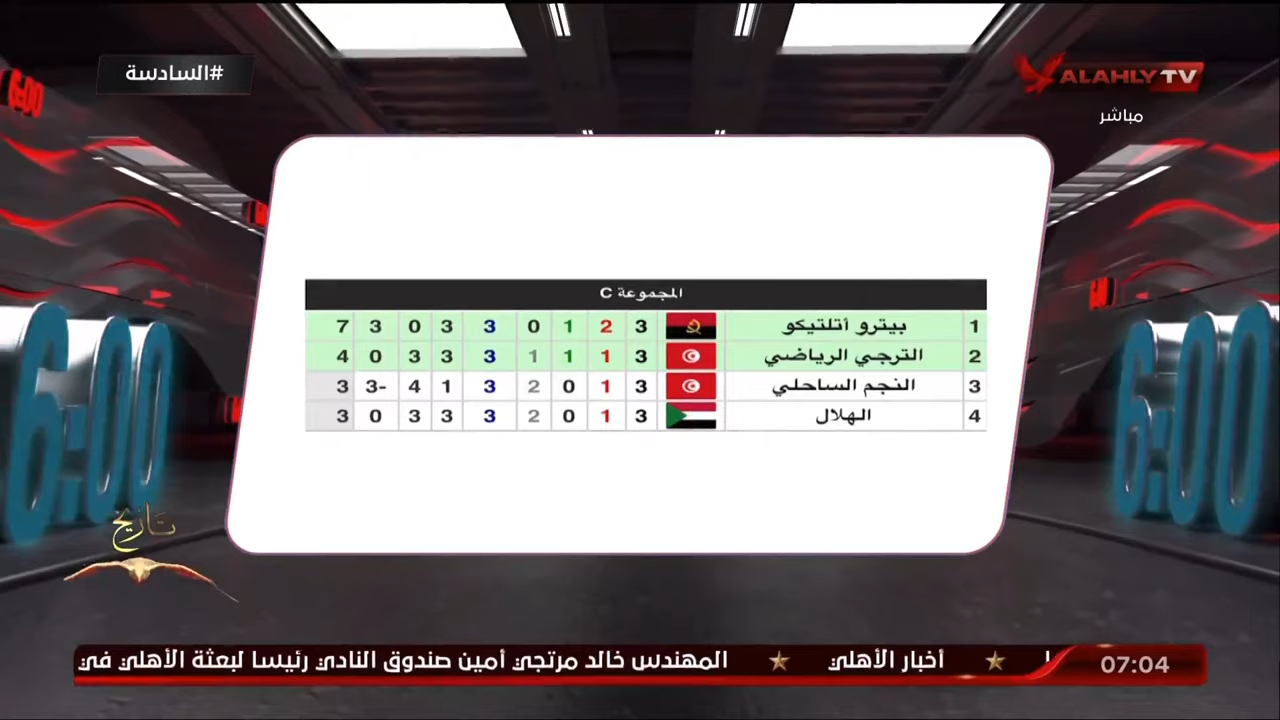 #السادسة
ALAHLY TV
مباشر
6:00
المجموعة C
1 بيترو أتلتيكو 3 2 1 0 3 3 0 3 7
2 الترجي الرياضي 3 1 1 1 3 3 3 0 4
3 النجم الساحلي 3 1 0 2 3 1 4 3- 3
4 الهلال 3 1 0 2 3 3 3 0 3
6:00
6:00
تاريخ
07:04 أخبار الأهلي المهندس خالد مرتجي أمين صندوق النادي رئيسا لبعثة الأهلي في